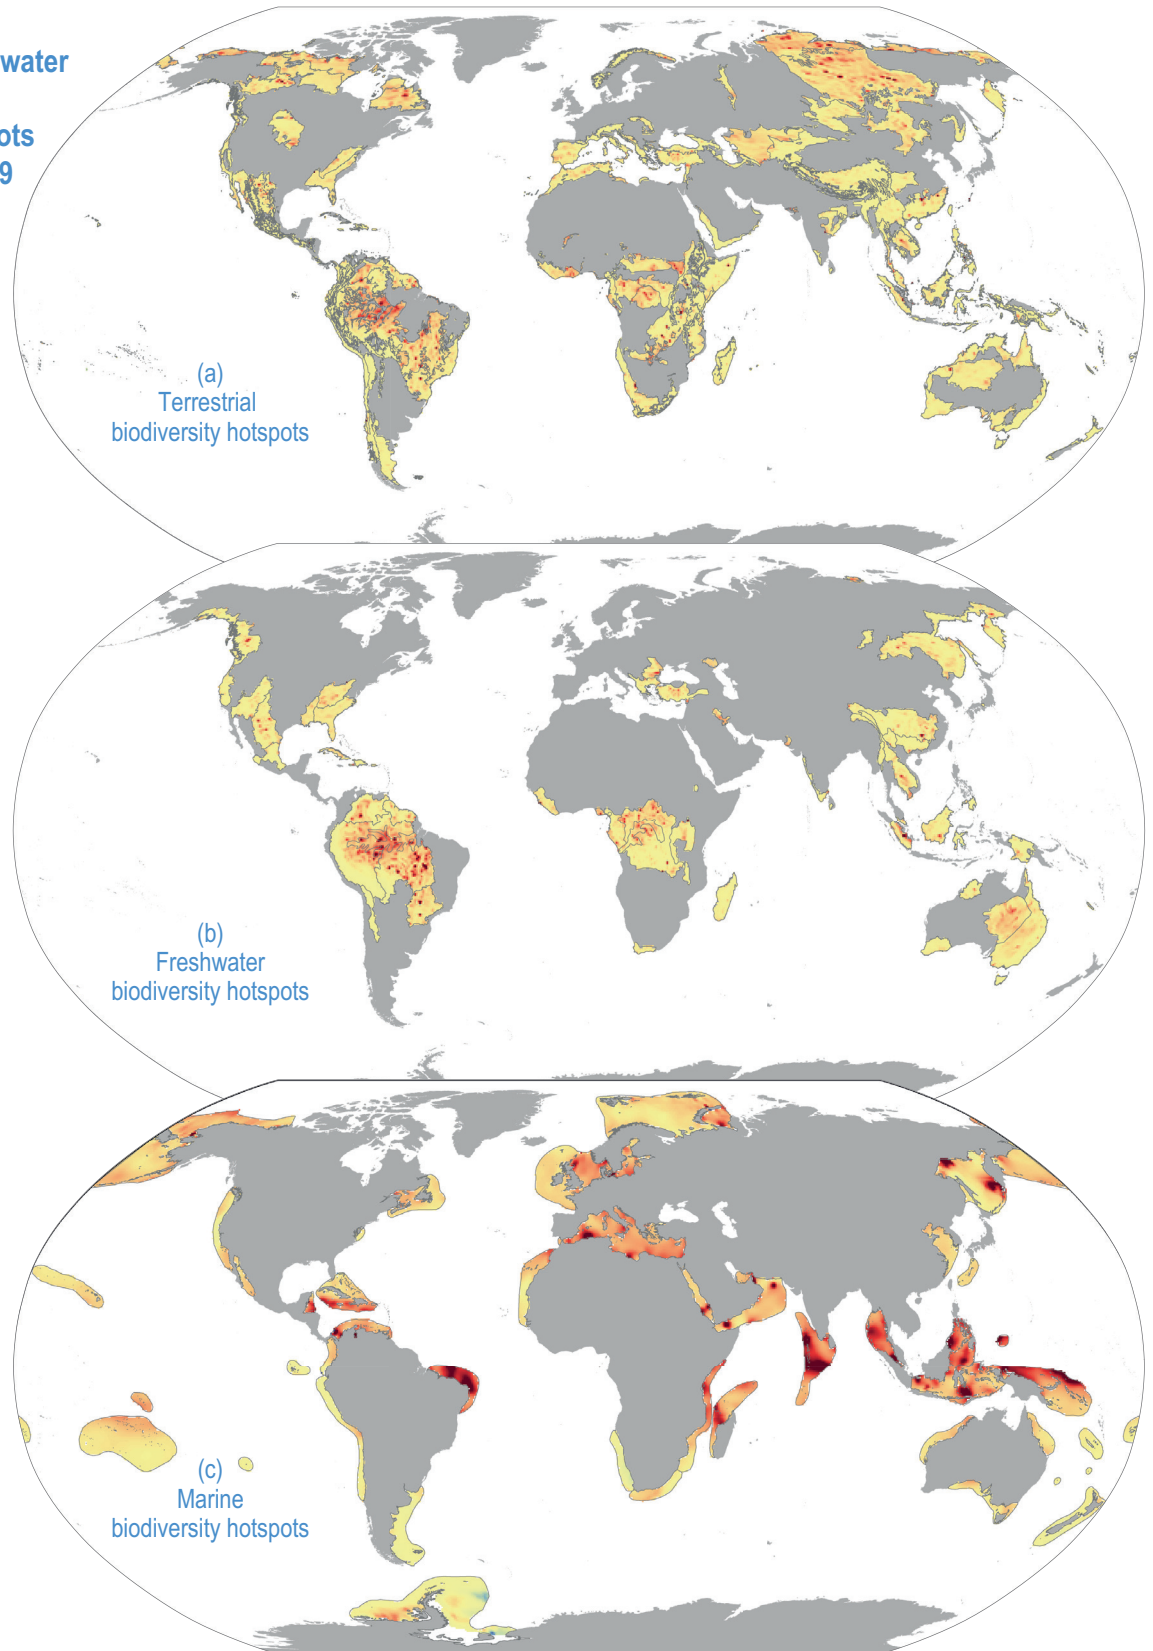 water
ots
9
(a)
Terrestrial
biodiversity hotspots
(b)
Freshwater
biodiversity hotspots
(c)
Marine
biodiversity hotspots